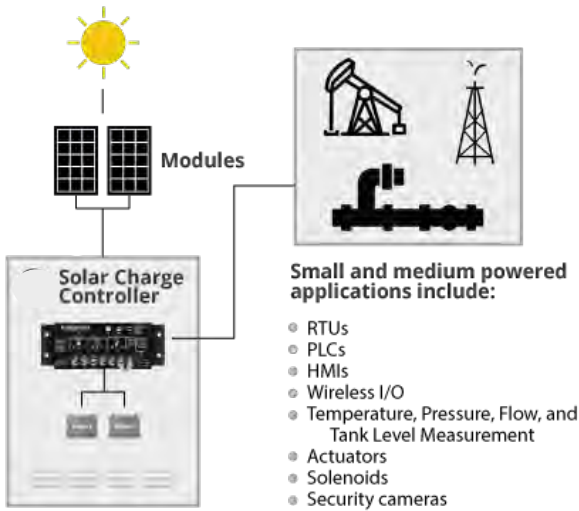 Modules
Solar Charge
Controller
Small and medium powered
applications include:
RTUs
PLCs
HMIs
Wireless I/O
Temperature, Pressure, Flow, and
Tank Level Measurement
Actuators
Solenoids
Security cameras